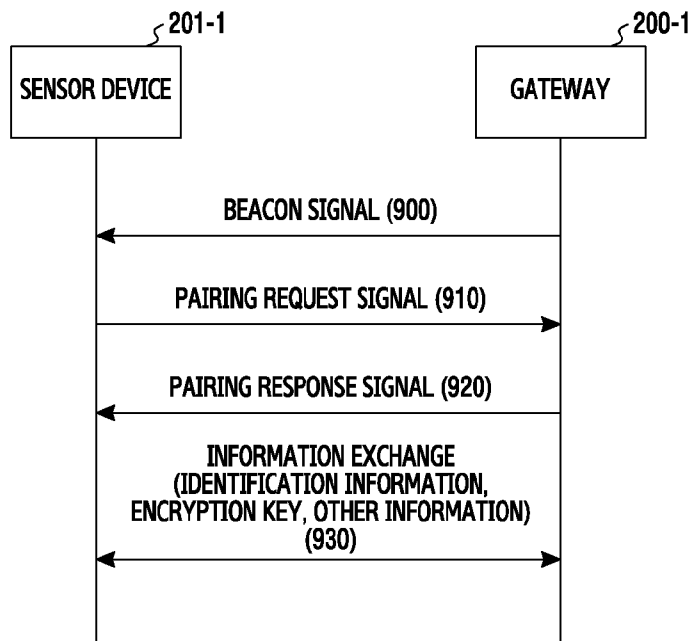 201-1
200-1
SENSOR DEVICE
GATEWAY
BEACON SIGNAL (900)
PAIRING REQUEST SIGNAL (910)
PAIRING RESPONSE SIGNAL (920)
INFORMATION EXCHANGE
(IDENTIFICATION INFORMATION,
ENCRYPTION KEY, OTHER INFORMATION)
(930)